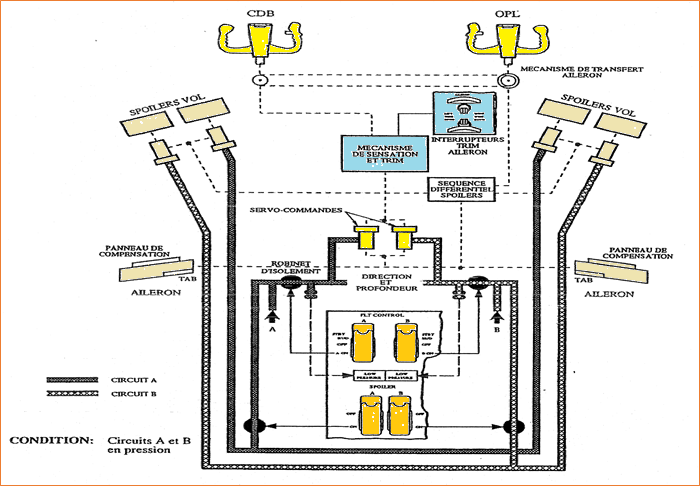 CDB
OPL
MECANISME DE TRANSFERT
AILERON
SPOILERS VOL
SPOILERS VOL
INTERRUPTEURS
TRIM
AILERON
MECANISME
DE SENSATION
ET TRIM
SEQUENCE
DIFFERENTIEL
SPOILERS
SERVO-COMMANDES
PANNEAU DE
COMPENSATION
TAB
AILERON
ROBINET
D'ISOLEMENT
DIRECTION
ET
PROFONDEUR
PANNEAU DE
COMPENSATION
TAB
AILERON
A
B
FLT CONTROL
A B
STBY
RUD
OFF
A ON
STBY
RUD
OFF
B ON
LOW
PRESSURE
LOW
PRESSURE
SPOILER
A B
OFF
ON
OFF
ON
CIRCUIT A
CIRCUIT B
CONDITION: Circuits A et B
en pression